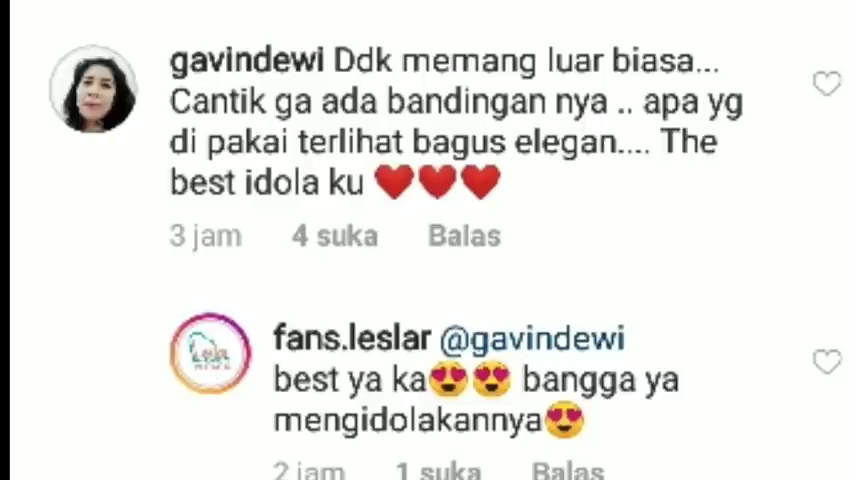 gavindewi Ddk memang luar biasa...
Cantik ga ada bandingan nya .. apa yg
di pakai terlihat bagus elegan.... The
best idola ku ❤️❤️❤️
3 jam 4 suka Balas
fans.leslar @gavindewi
best ya ka😍😍 bangga ya
mengidolakannya😍
2 jam 1 suka Balas